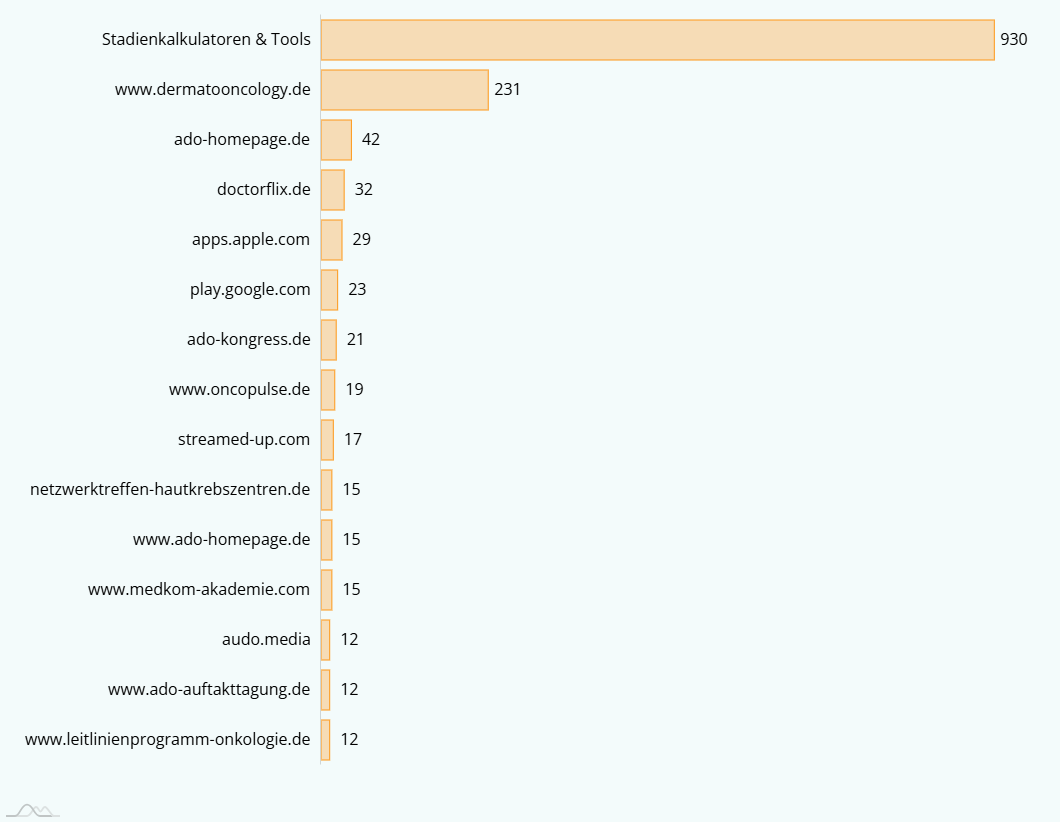 Stadienkalkulatoren & Tools 930
www.dermatooncology.de 231
ado-homepage.de 42
doctorflix.de 32
apps.apple.com 29
play.google.com 23
ado-kongress.de 21
www.oncopulse.de 19
streamed-up.com 17
netzwerktreffen-hautkrebszentren.de 15
www.ado-homepage.de 15
www.medkom-akademie.com 15
audo.media 12
www.ado-auftakttagung.de 12
www.leitlinienprogramm-onkologie.de 12